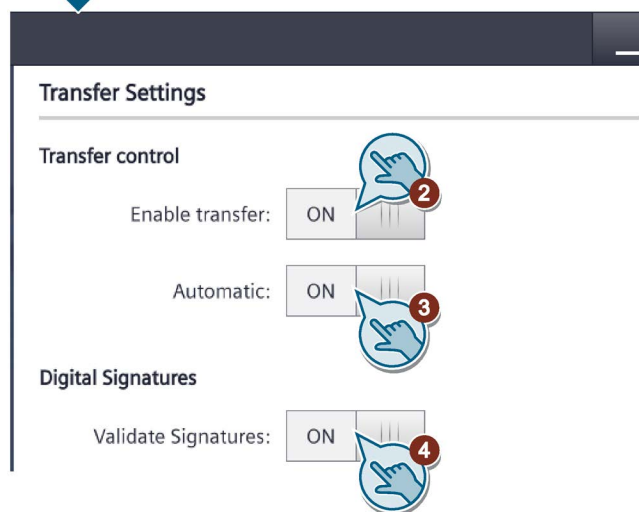 Transfer Settings
Transfer control
2
Enable transfer: ON
Automatic: ON
3
Digital Signatures
Validate Signatures: ON
4